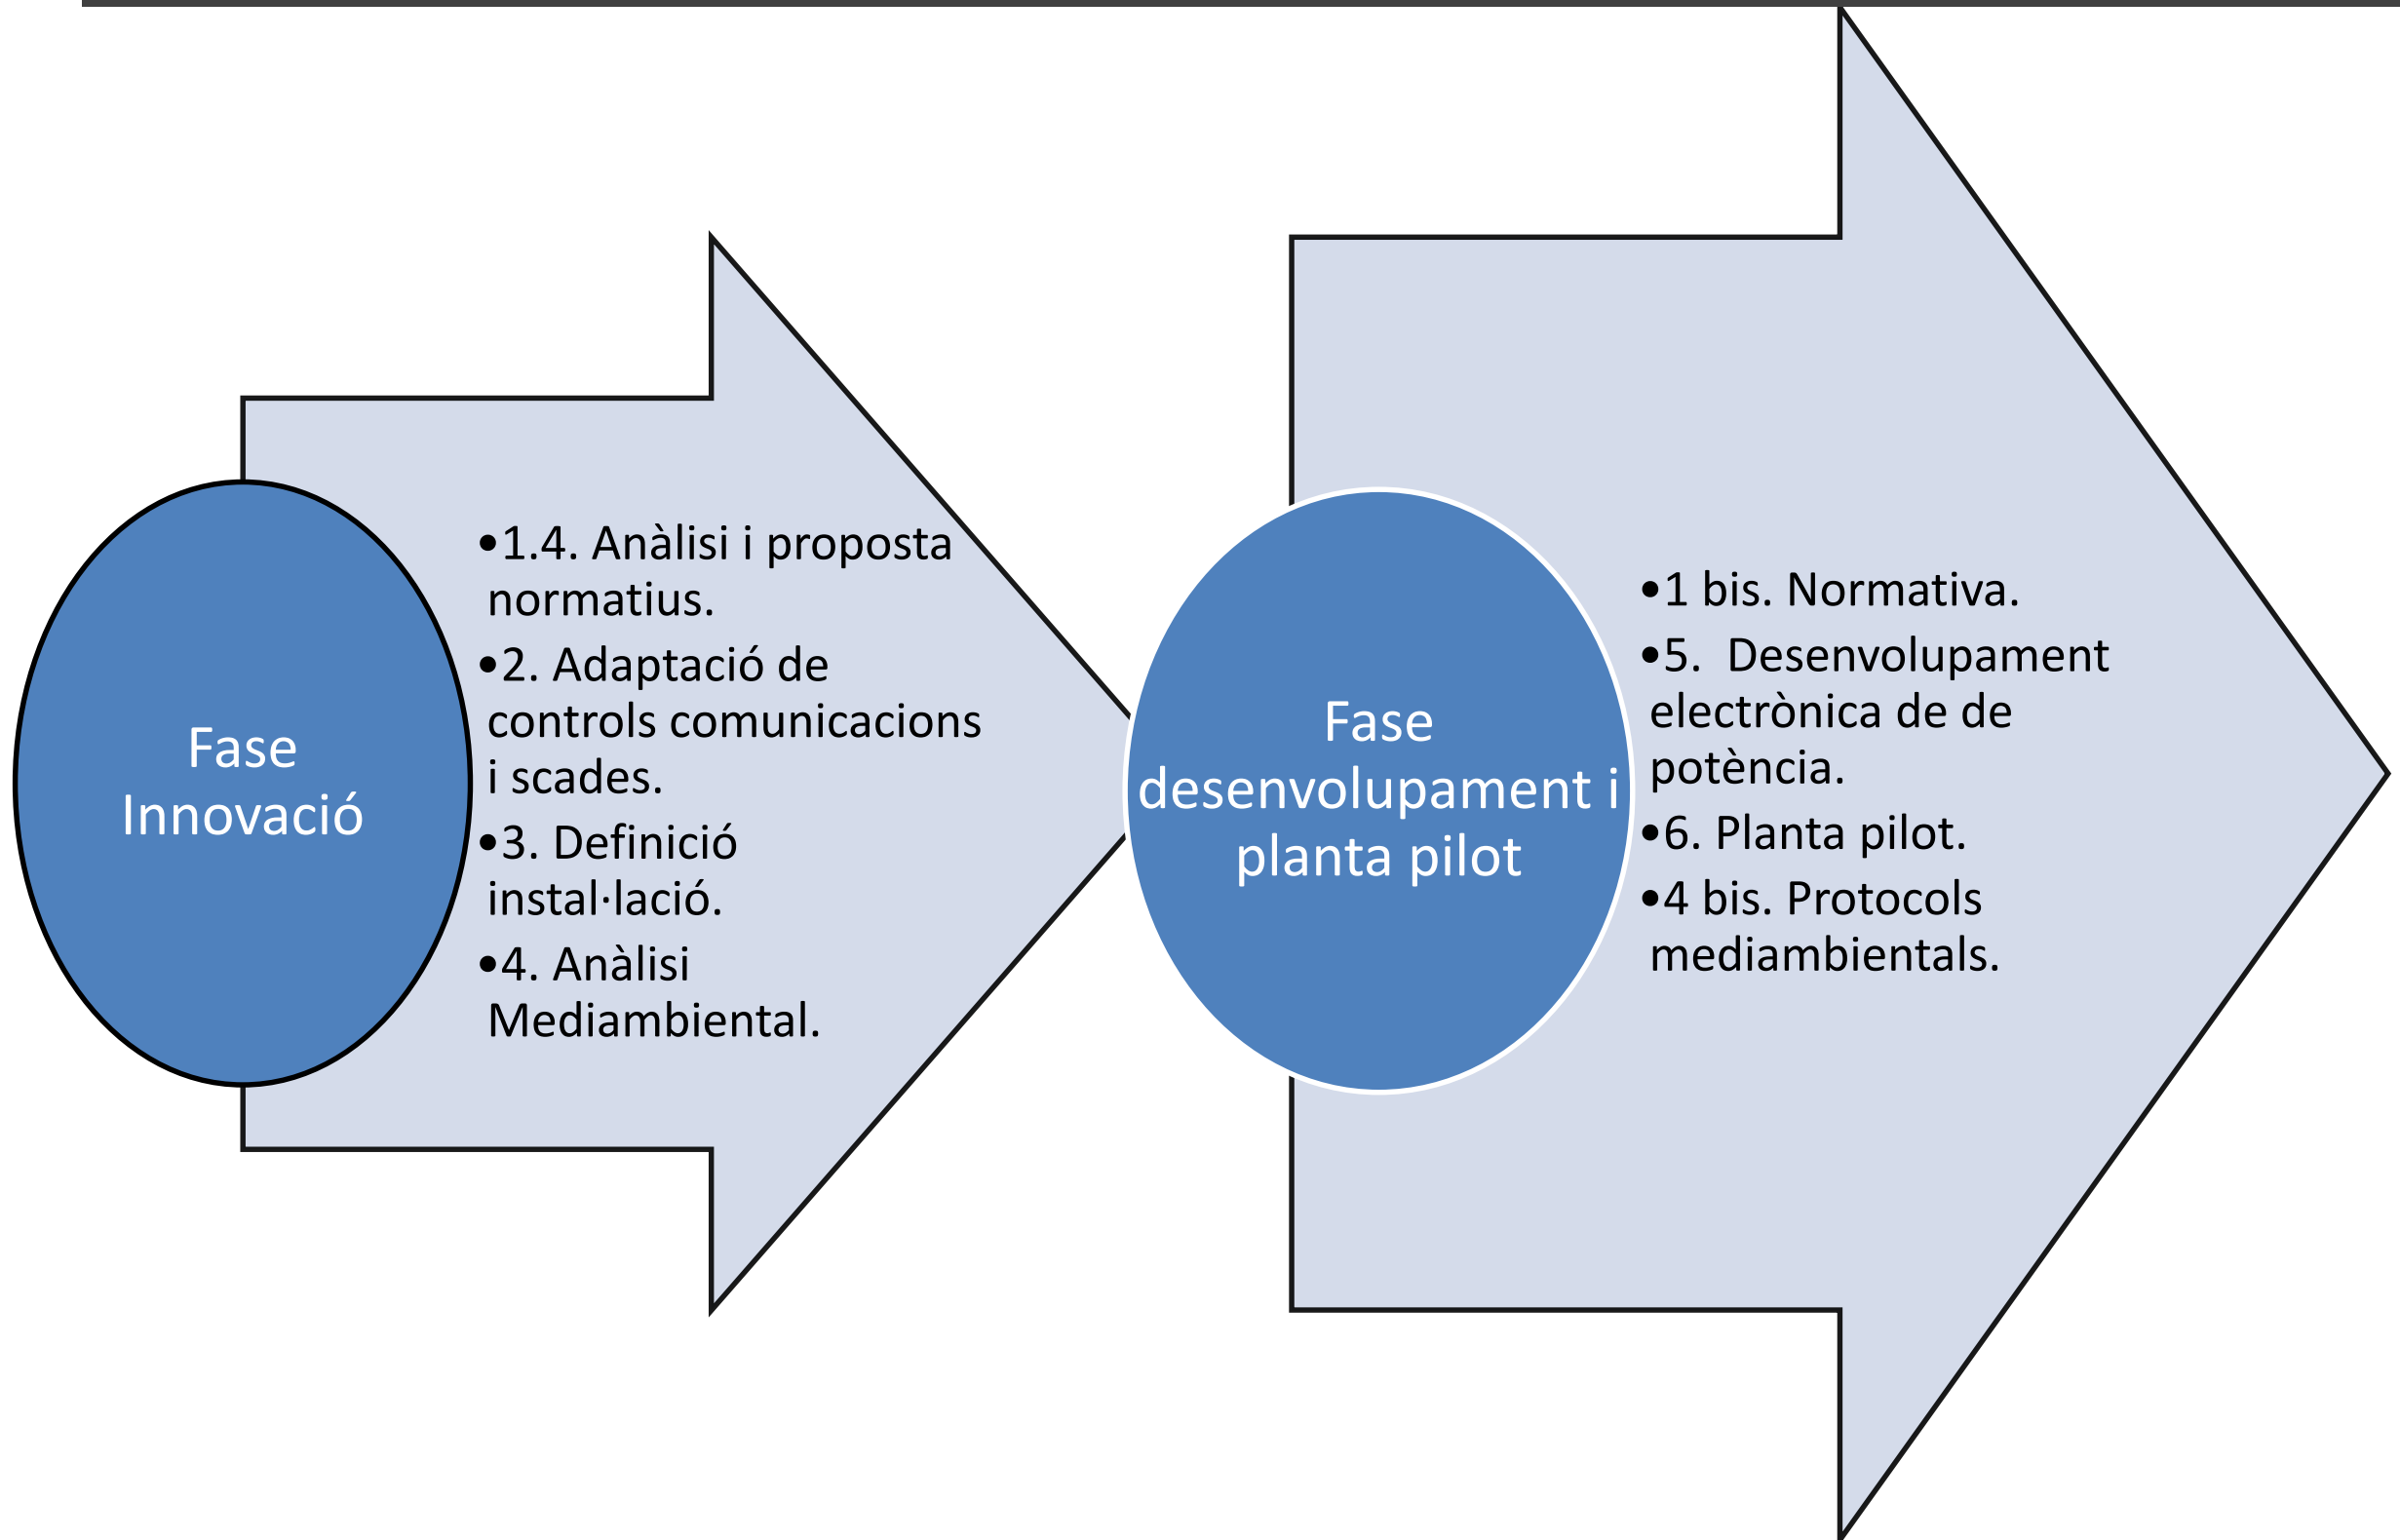 Fase
Innovació
•1.4. Anàlisi i proposta
normatius.
•2. Adaptació de
controls comunicacions
i scades.
•3. Definició
instal·lació.
•4. Anàlisis
Mediambiental.
Fase
desenvolupament i
planta pilot
•1 bis. Normativa.
•5.  Desenvolupament
electrònica de de
potència.
•6. Planta pilot.
•4 bis. Protocols
mediambientals.